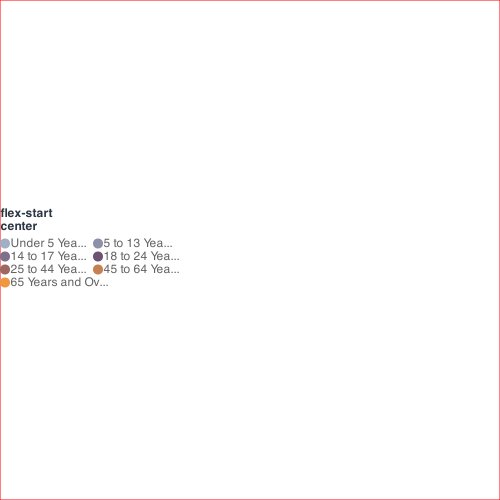 flex-start
center
Under 5 Yea... 5 to 13 Yea...
14 to 17 Yea... 18 to 24 Yea...
25 to 44 Yea... 45 to 64 Yea...
65 Years and Ov...